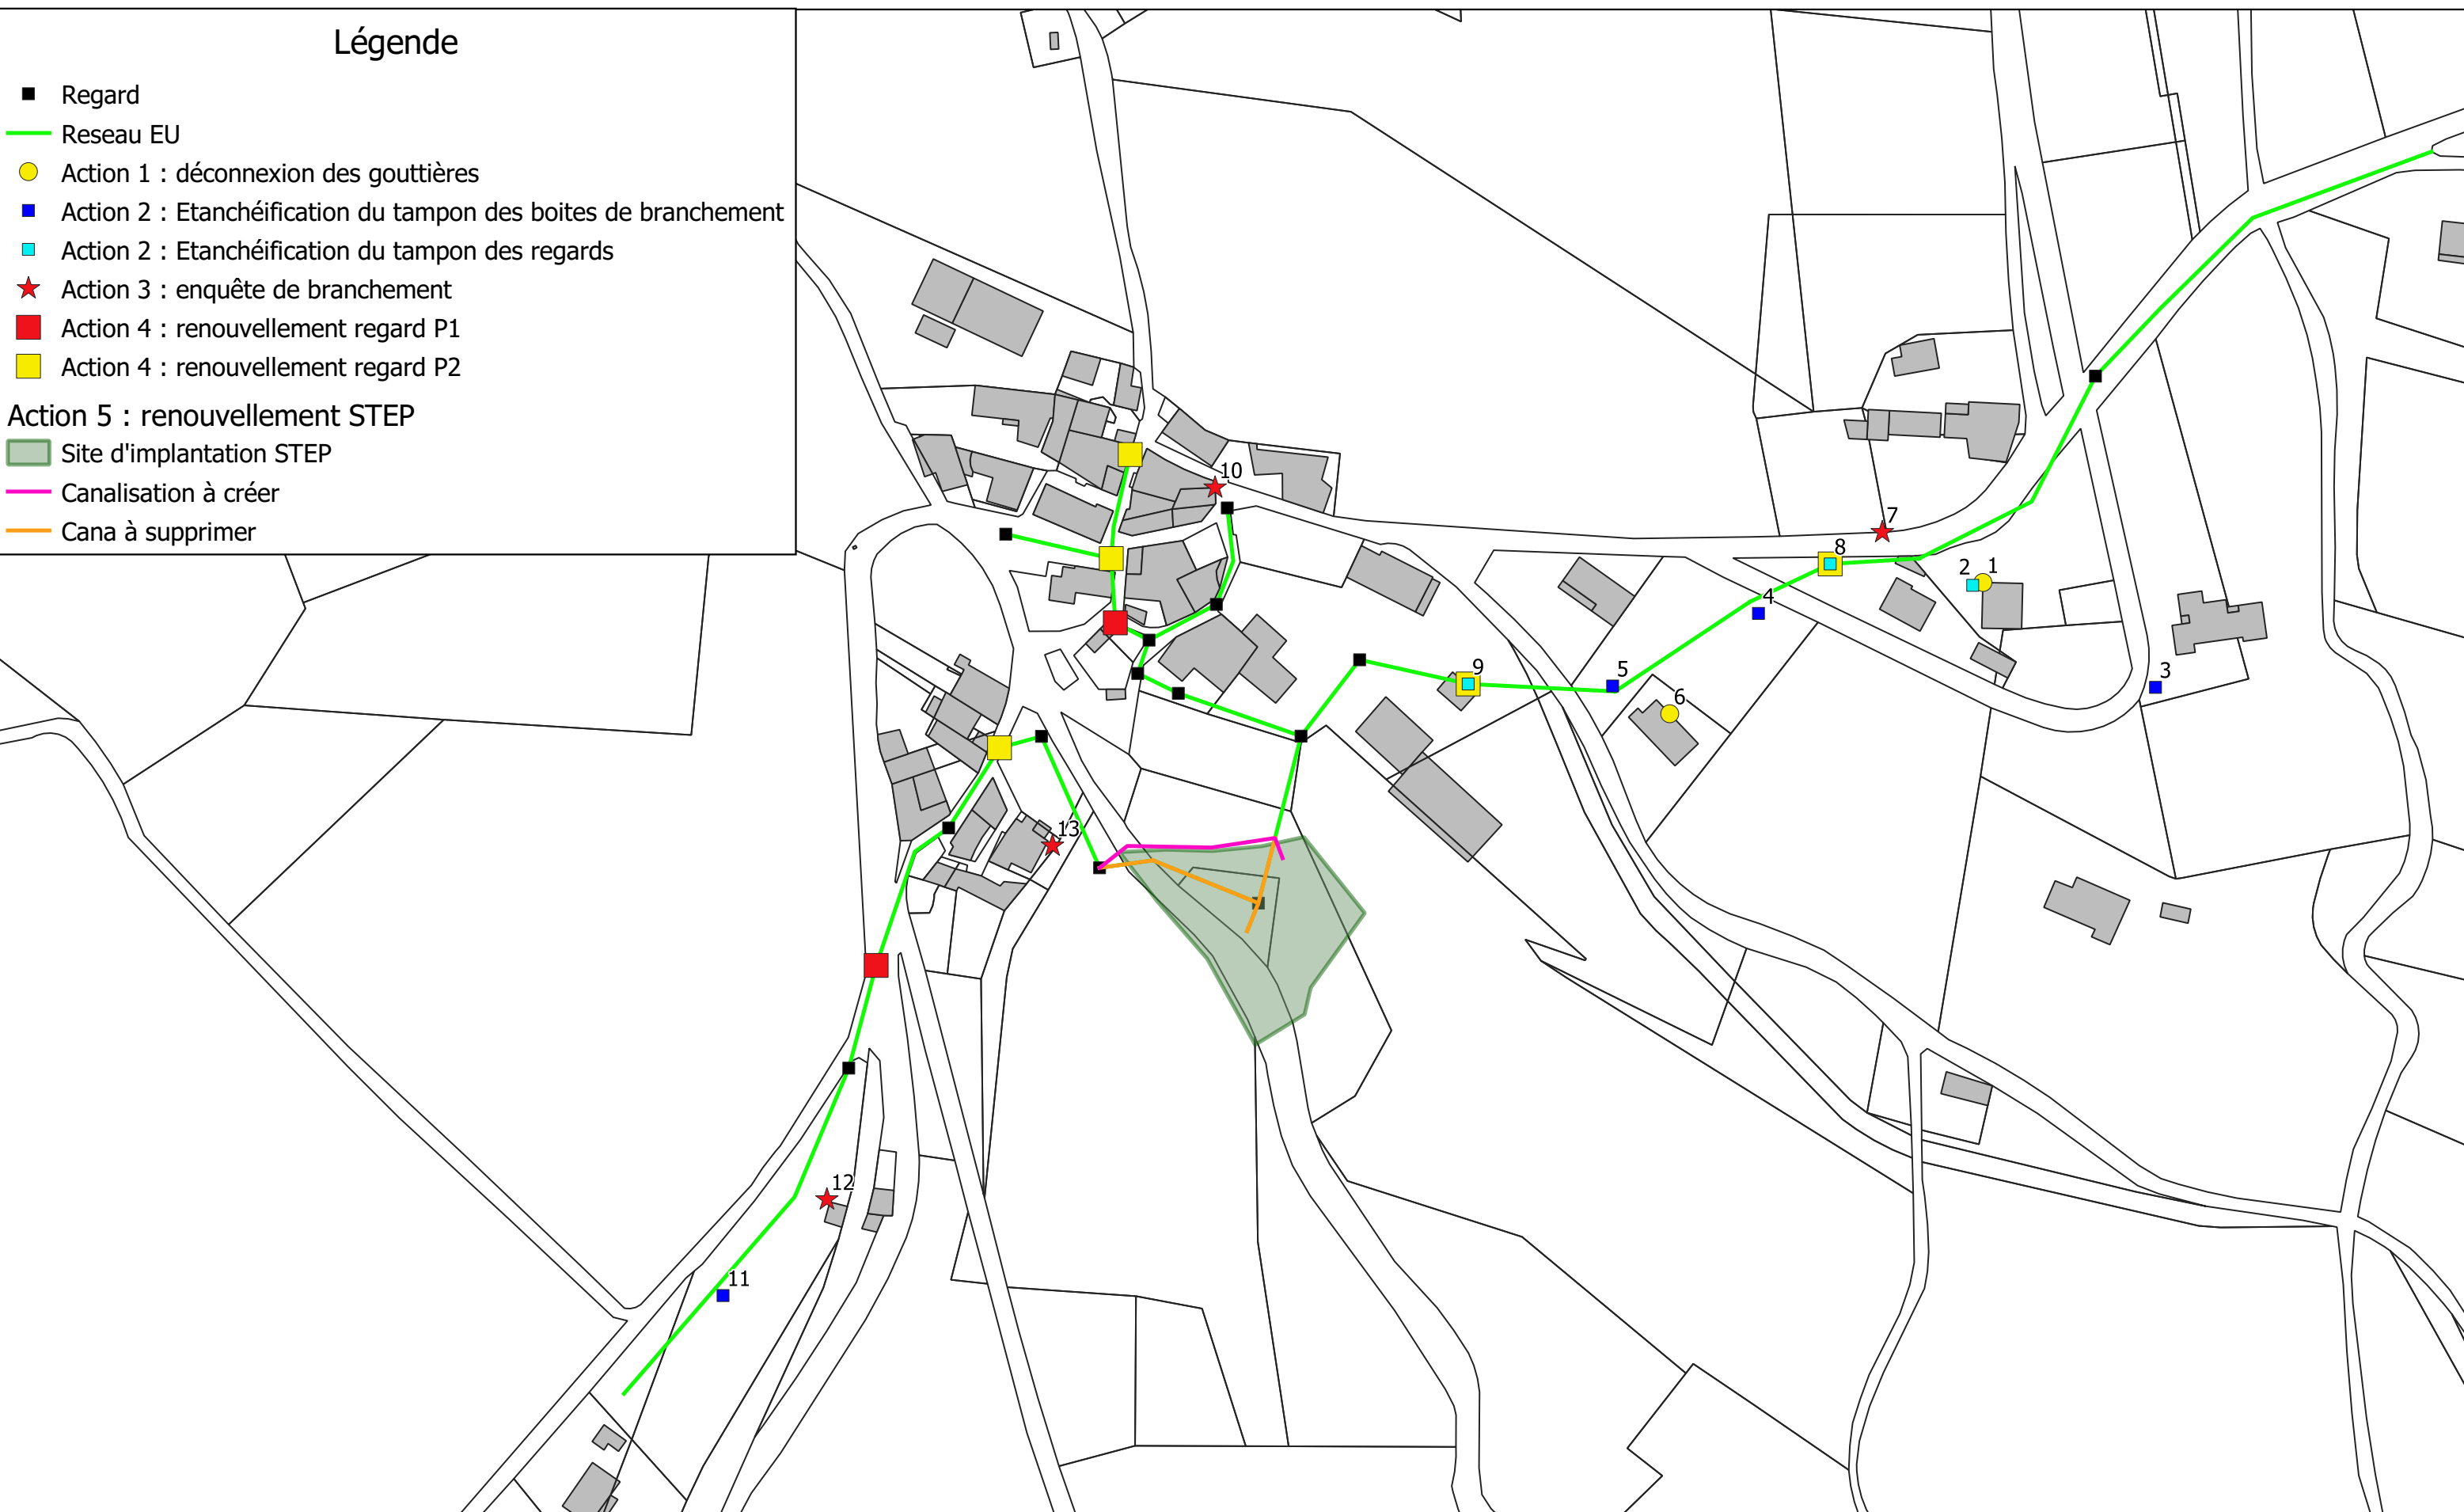 Légende
Regard
Reseau EU
Action 1 : déconnexion des gouttières
Action 2 : Etanchéification du tampon des boites de branchement
Action 2 : Etanchéification du tampon des regards
Action 3 : enquête de branchement
Action 4 : renouvellement regard P1
Action 4 : renouvellement regard P2
Action 5 : renouvellement STEP
Site d'implantation STEP
Canalisation à créer
Cana à supprimer
10
7
8
2
1
4
9
5
3
6
13
12
11